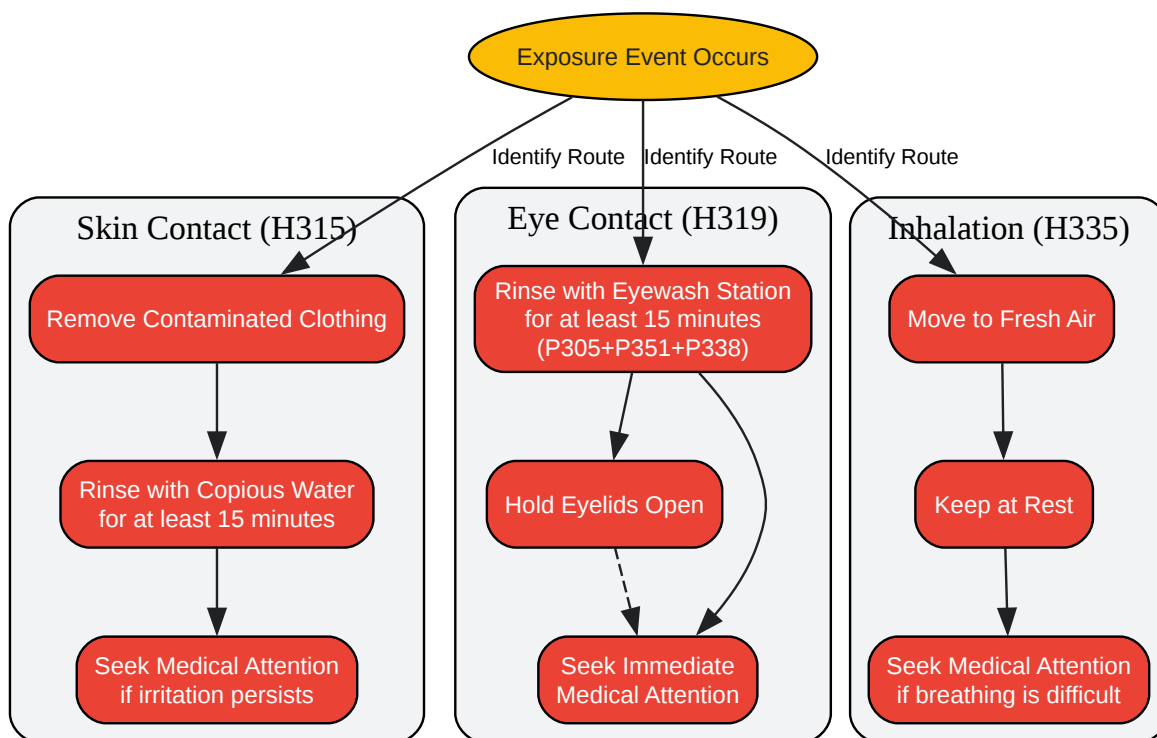 Exposure Event Occurs
Identify Route
Identify Route
Identify Route
Skin Contact (H315)
Remove Contaminated Clothing
Rinse with Copious Water
for at least 15 minutes
Seek Medical Attention
if irritation persists
Eye Contact (H319)
Rinse with Eyewash Station
for at least 15 minutes
(P305+P351+P338)
Hold Eyelids Open
Seek Immediate
Medical Attention
Inhalation (H335)
Move to Fresh Air
Keep at Rest
Seek Medical Attention
if breathing is difficult